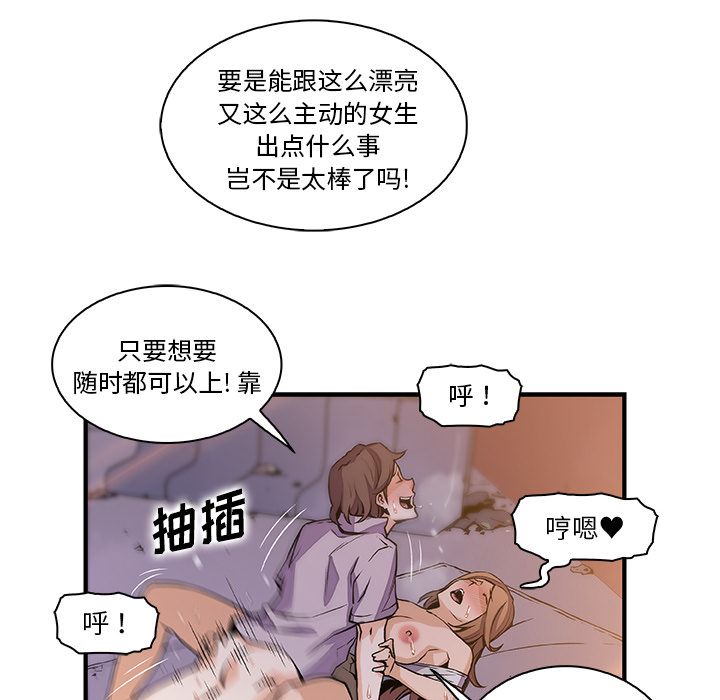 要是能跟这么漂亮
又这么主动的女生
出点什么事
岂不是太棒了吗!
只要想要
随时都可以上! 靠
呼！
抽插
哼嗯♥
呼！